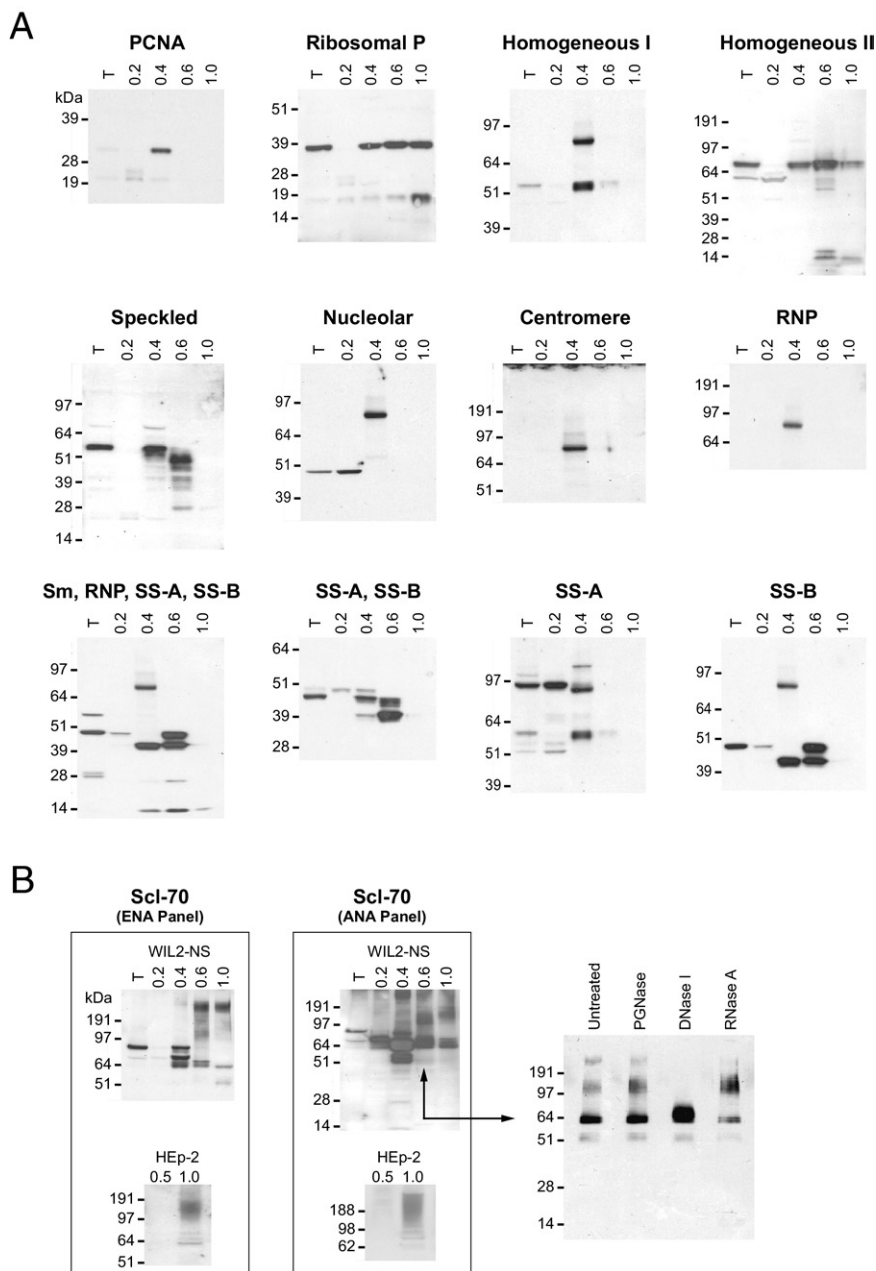 A
PCNA
T 0.2 0.4 0.6 1.0
kDa
39
28
19
Ribosomal P
T 0.2 0.4 0.6 1.0
51
39
28
19
14
Homogeneous I
T 0.2 0.4 0.6 1.0
97
64
51
39
Homogeneous II
T 0.2 0.4 0.6 1.0
191
97
64
51
39
28
14
Speckled
T 0.2 0.4 0.6 1.0
97
64
51
39
28
14
Nucleolar
T 0.2 0.4 0.6 1.0
97
51
39
Centromere
T 0.2 0.4 0.6 1.0
191
97
64
51
RNP
T 0.2 0.4 0.6 1.0
191
97
64
Sm, RNP, SS-A, SS-B
T 0.2 0.4 0.6 1.0
97
64
51
39
28
14
SS-A, SS-B
T 0.2 0.4 0.6 1.0
64
51
39
28
SS-A
T 0.2 0.4 0.6 1.0
97
64
51
39
SS-B
T 0.2 0.4 0.6 1.0
97
64
51
39
B
Scl-70
(ENA Panel)
WIL2-NS
T 0.2 0.4 0.6 1.0
kDa
191
97
64
51
HEp-2
0.5 1.0
191
97
64
51
Scl-70
(ANA Panel)
WIL2-NS
T 0.2 0.4 0.6 1.0
191
97
64
51
28
14
HEp-2
0.5 1.0
188
98
62
Untreated PGNase DNase I RNase A
191
97
64
51
28
14